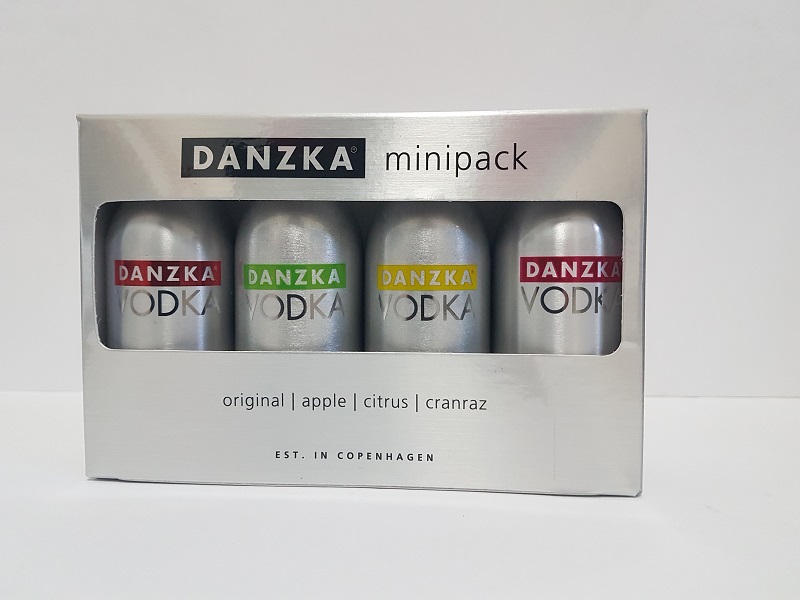 DANZKA® minipack
DANZKA VODKA
DANZKA VODKA
DANZKA VODKA
DANZKA VODKA
original | apple | citrus | cranraz
EST. IN COPENHAGEN